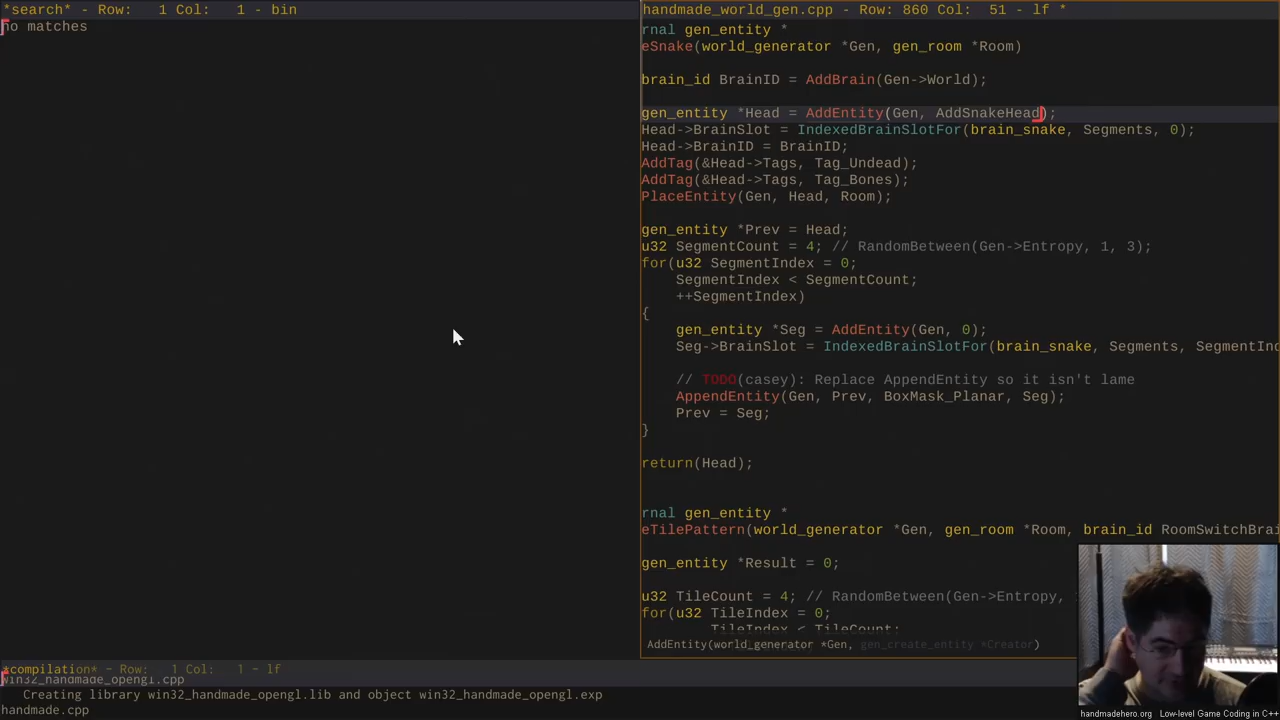 *search* - Row: 1 Col: 1 - bin
no matches
handmade_world_gen.cpp - Row: 860 Col: 51 - lf *
rnal gen_entity *
eSnake(world_generator *Gen, gen_room *Room)
brain_id BrainID = AddBrain(Gen->World);
gen_entity *Head = AddEntity(Gen, AddSnakeHead);
Head->BrainSlot = IndexedBrainSlotFor(brain_snake, Segments, 0);
Head->BrainID = BrainID;
AddTag(&Head->Tags, Tag_Undead);
AddTag(&Head->Tags, Tag_Bones);
PlaceEntity(Gen, Head, Room);
gen_entity *Prev = Head;
u32 SegmentCount = 4; // RandomBetween(Gen->Entropy, 1, 3);
for(u32 SegmentIndex = 0;
SegmentIndex < SegmentCount;
++SegmentIndex)
{
gen_entity *Seg = AddEntity(Gen, 0);
Seg->BrainSlot = IndexedBrainSlotFor(brain_snake, Segments, SegmentInd
// TODO(casey): Replace AppendEntity so it isn't lame
AppendEntity(Gen, Prev, BoxMask_Planar, Seg);
Prev = Seg;
}
return(Head);
rnal gen_entity *
eTilePattern(world_generator *Gen, gen_room *Room, brain_id RoomSwitchBrai
gen_entity *Result = 0;
u32 TileCount = 4; // RandomBetween(Gen->Entropy,
for(u32 TileIndex = 0;
TileIndex < TileCount;
AddEntity(world_generator *Gen, gen_create_entity *Creator)
*compilation* - Row: 1 Col: 1 - lf
win32_handmade_opengl.cpp
Creating library win32_handmade_opengl.lib and object win32_handmade_opengl.exp
handmade.cpp
handmadehero.org Low-level Game Coding in C++